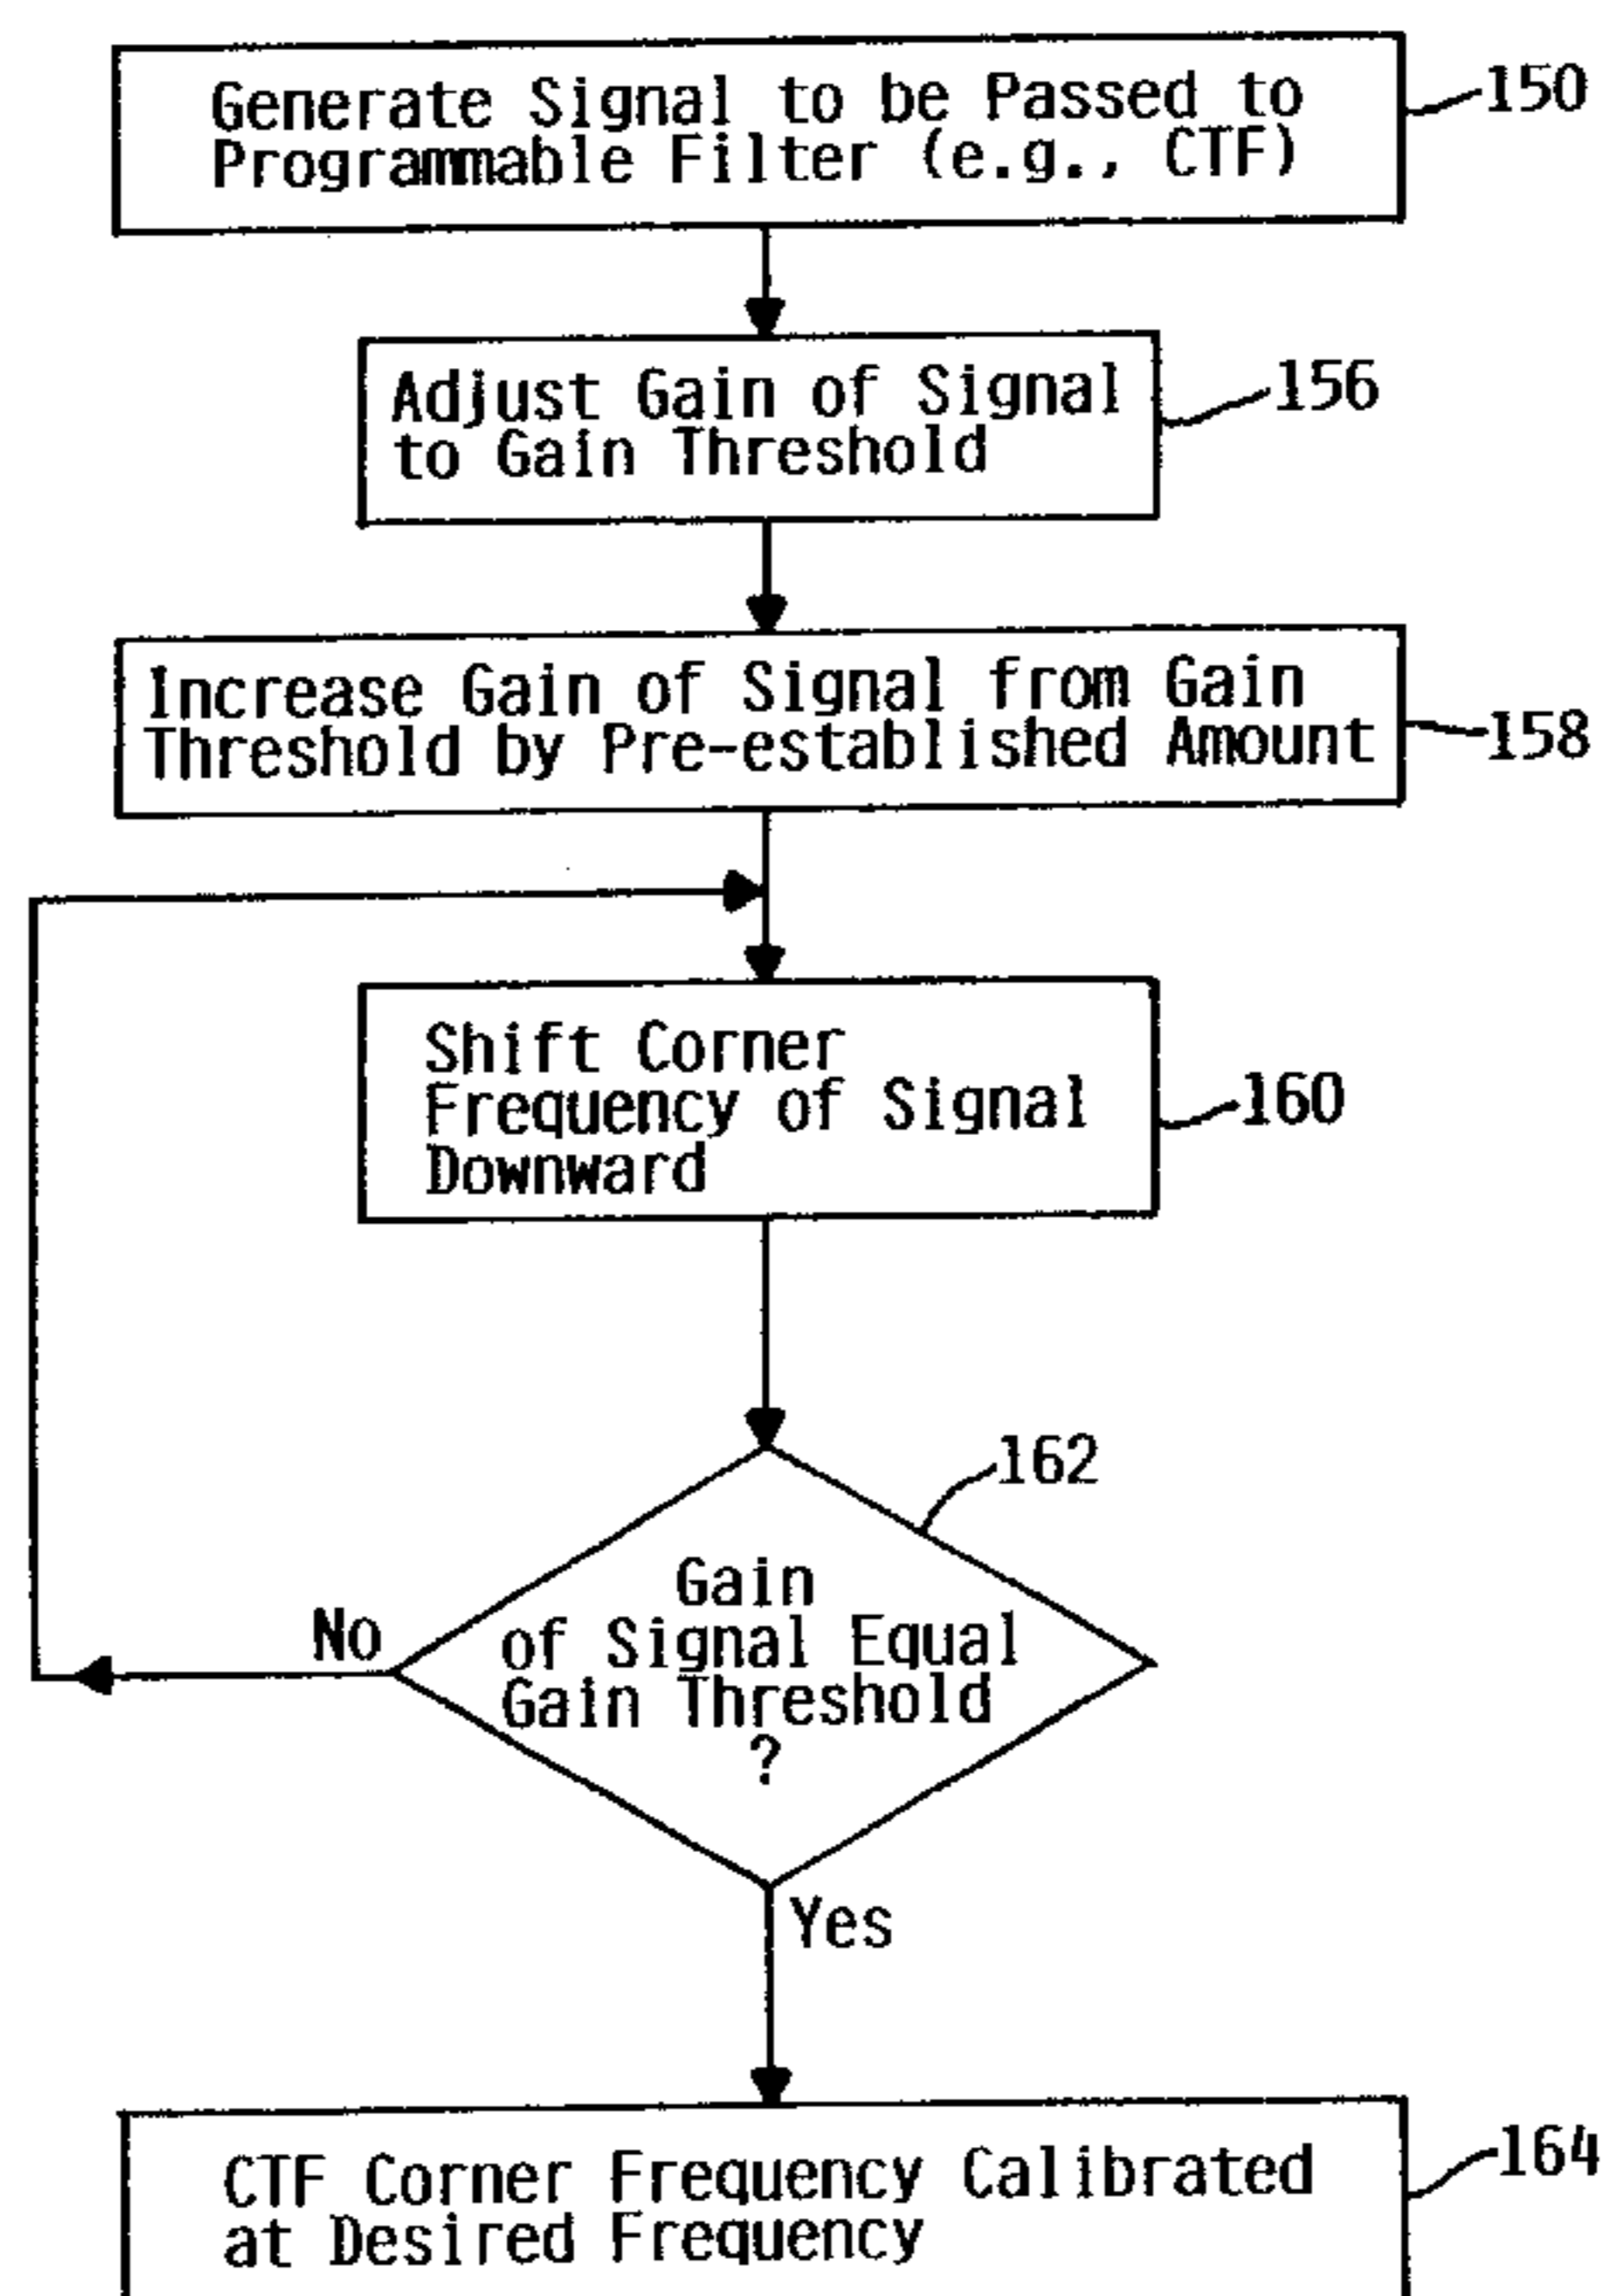 Generate Signal to be Passed to
Programmable Filter (e.g., CTF)
150
Adjust Gain of Signal
to Gain Threshold
156
Increase Gain of Signal from Gain
Threshold by Pre-established Amount
158
Shift Corner
Frequency of Signal
Downward
160
162
Gain
of Signal Equal
Gain Threshold
?
No
Yes
CTF Corner Frequency Calibrated
at Desired Frequency
164